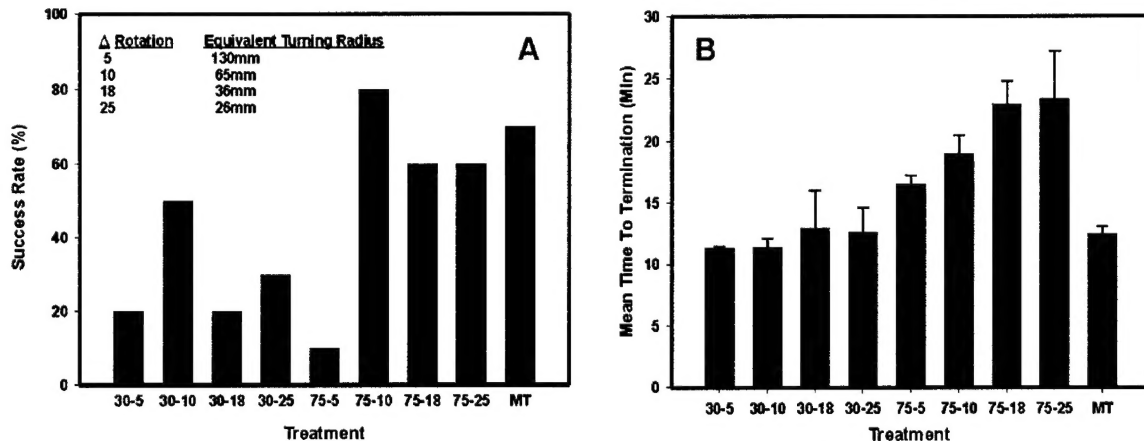 100
80
60
40
20
0
Success Rate (%)
Δ Rotation Equivalent Turning Radius
5 130mm
10 65mm
18 36mm
25 26mm
A
30-5 30-10 30-18 30-25 75-5 75-10 75-18 75-25 MT
Treatment
30
25
20
15
10
5
0
Mean Time To Termination (Min)
B
30-5 30-10 30-18 30-25 75-5 75-10 75-18 75-25 MT
Treatment